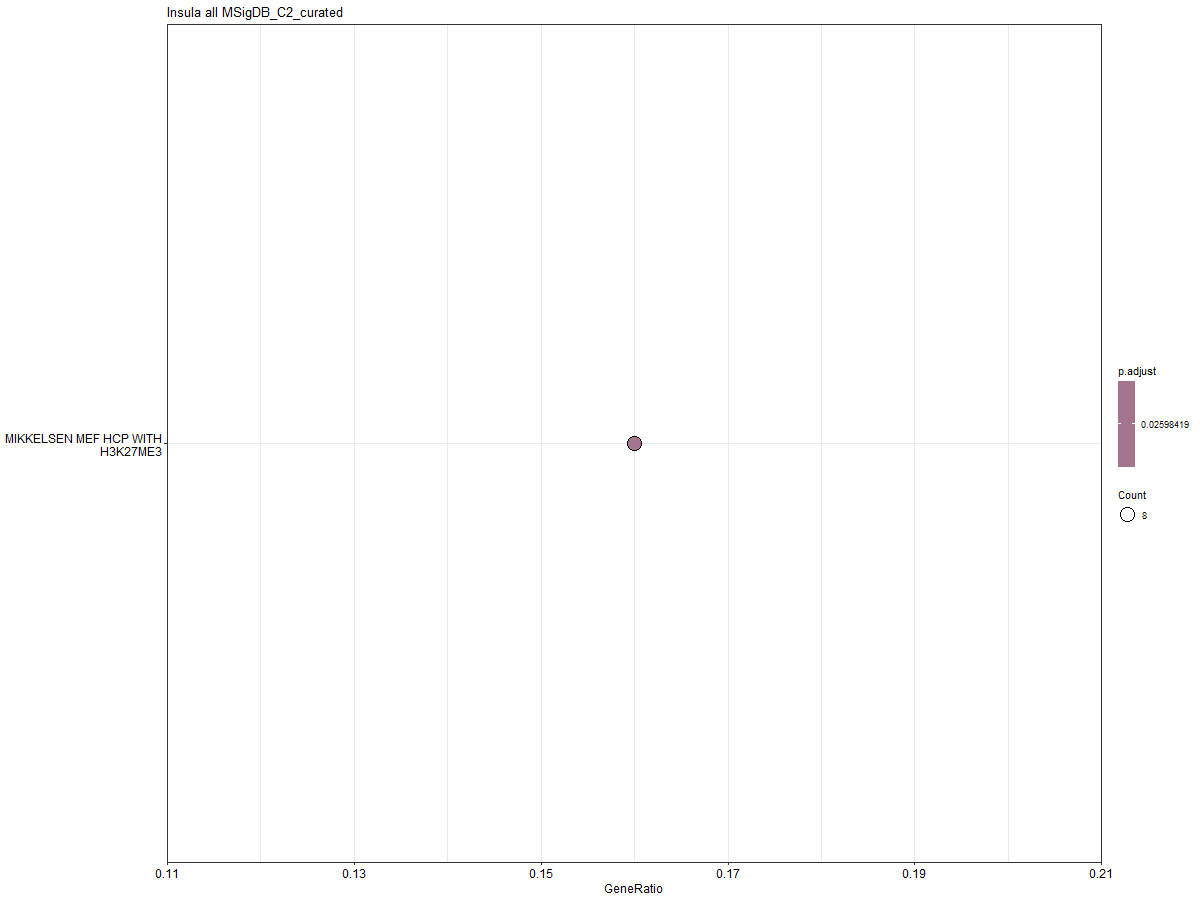 Insula all MSigDB_C2_curated
MIKKELSEN MEF HCP WITH
H3K27ME3
p.adjust
0.02598419
Count
8
0.11
0.13
0.15
0.17
0.19
0.21
GeneRatio